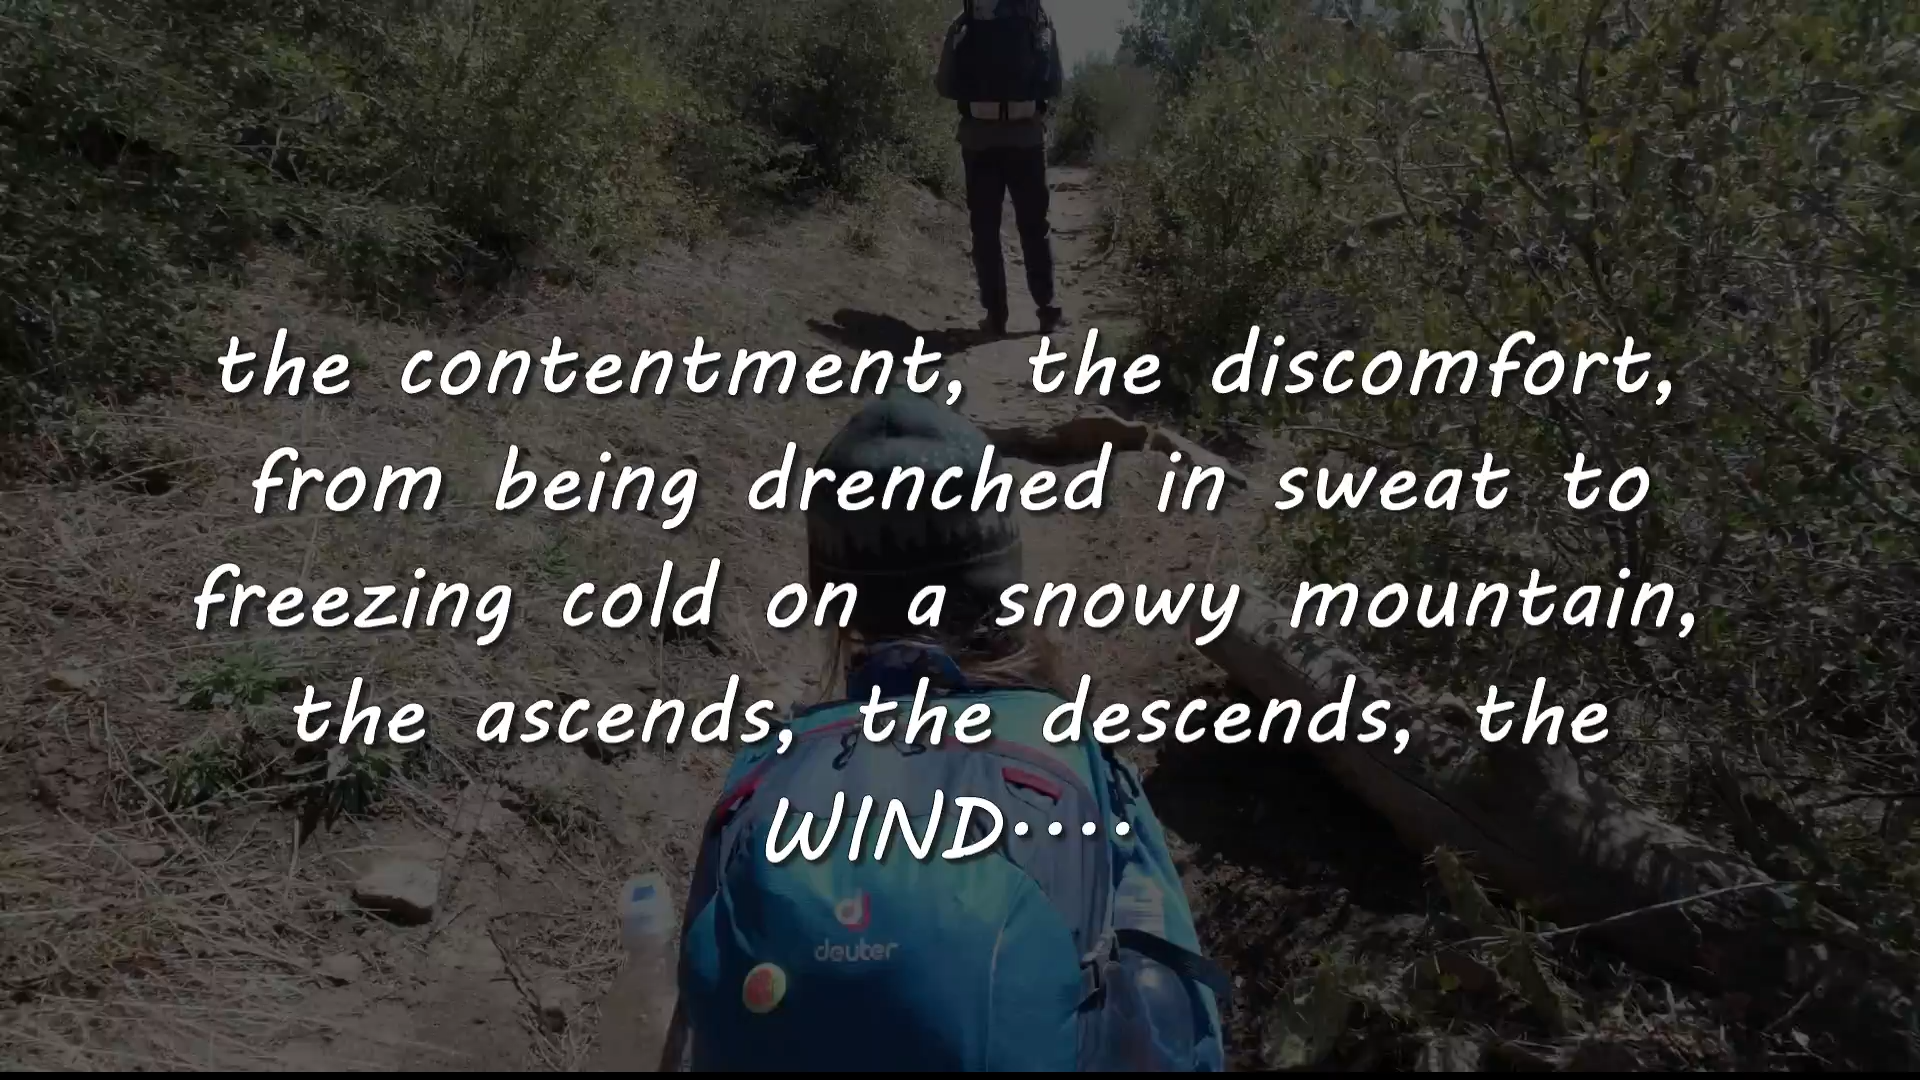 the contentment, the discomfort,
from being drenched in sweat to
freezing cold on a snowy mountain,
the ascends, the descends, the
WIND....
deuter